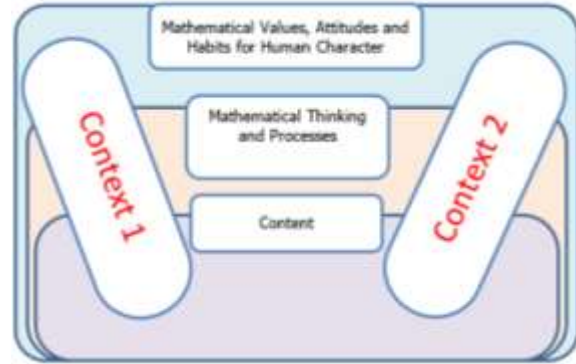 Mathematical Values, Attitudes and
Habits for Human Character
Mathematical Thinking
and Processes
Context 1
Context 2
Content